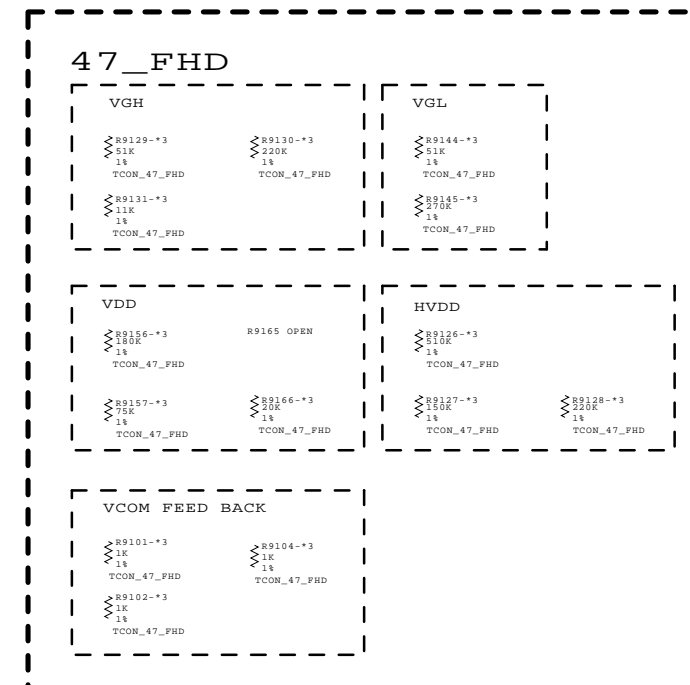 47_FHD
VGH
R9129-*3
51K
1%
TCON_47_FHD
R9130-*3
220K
1%
TCON_47_FHD
R9131-*3
11K
1%
TCON_47_FHD
VGL
R9144-*3
51K
1%
TCON_47_FHD
R9145-*3
270K
1%
TCON_47_FHD
VDD
R9156-*3
180K
1%
TCON_47_FHD
R9165 OPEN
R9157-*3
75K
1%
TCON_47_FHD
R9166-*3
20K
1%
TCON_47_FHD
HVDD
R9126-*3
510K
1%
TCON_47_FHD
R9127-*3
150K
1%
TCON_47_FHD
R9128-*3
220K
1%
TCON_47_FHD
VCOM FEED BACK
R9101-*3
1K
1%
TCON_47_FHD
R9104-*3
1K
1%
TCON_47_FHD
R9102-*3
1K
1%
TCON_47_FHD